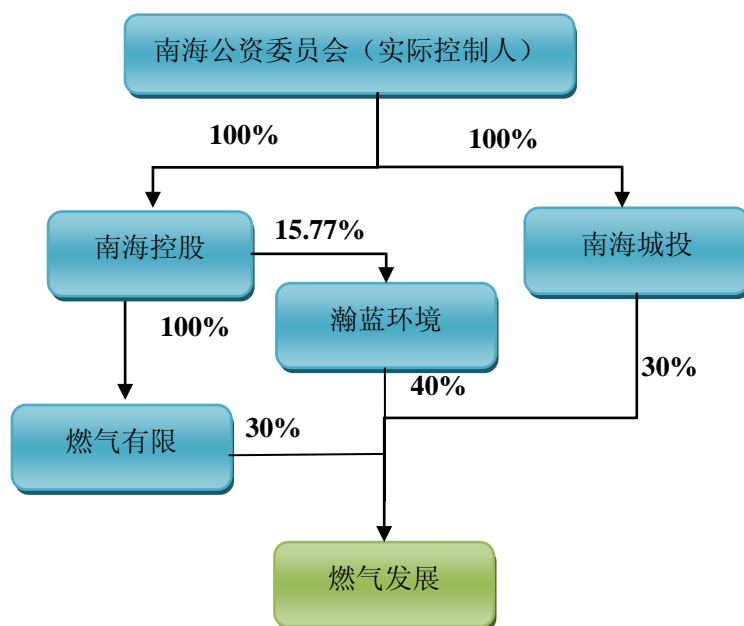 南海公资委员会（实际控制人）
100%
100%
南海控股
15.77%
南海城投
100%
瀚蓝环境
40%
30%
燃气有限
30%
燃气发展